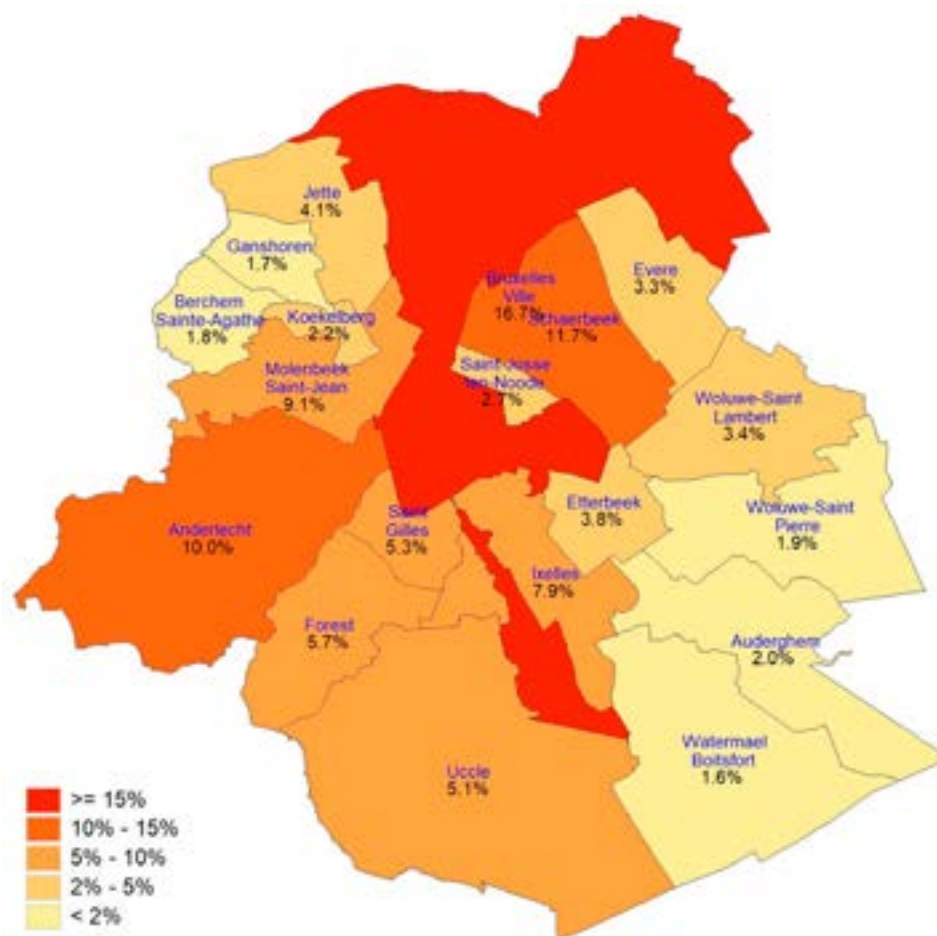 Jette
4.1%
Ganshoren
1.7%
Berchem
Sainte-Agathe
1.8%
Koekelberg
2.2%
Molenbeek
Saint-Jean
9.1%
Bruxelles
Ville
16.7%
Schaerbeek
11.7%
Evere
3.3%
Saint-Josse
ten-Noode
2.7%
Woluwe-Saint
Lambert
3.4%
Anderlecht
10.0%
Saint
Gilles
5.3%
Etterbeek
3.8%
Woluwe-Saint
Pierre
1.9%
Ixelles
7.9%
Forest
5.7%
2.0%
Uccle
5.1%
Watermael
Boitsfort
1.6%
>= 15%
10% - 15%
5% - 10%
2% - 5%
< 2%